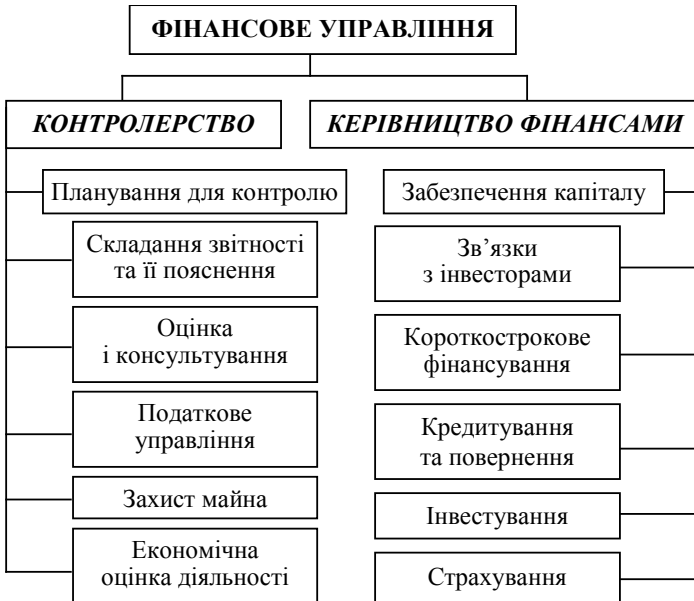 ФІНАНСОВЕ УПРАВЛІННЯ
КОНТРОЛЕРСТВО
Планування для контролю
Складання звітності
та її пояснення
Оцінка
і консультування
Податкове
управління
Захист майна
Економічна
оцінка діяльності
КЕРІВНИЦТВО ФІНАНСАМИ
Забезпечення капіталу
Зв’язки
з інвесторами
Короткострокове
фінансування
Кредитування
та повернення
Інвестування
Страхування